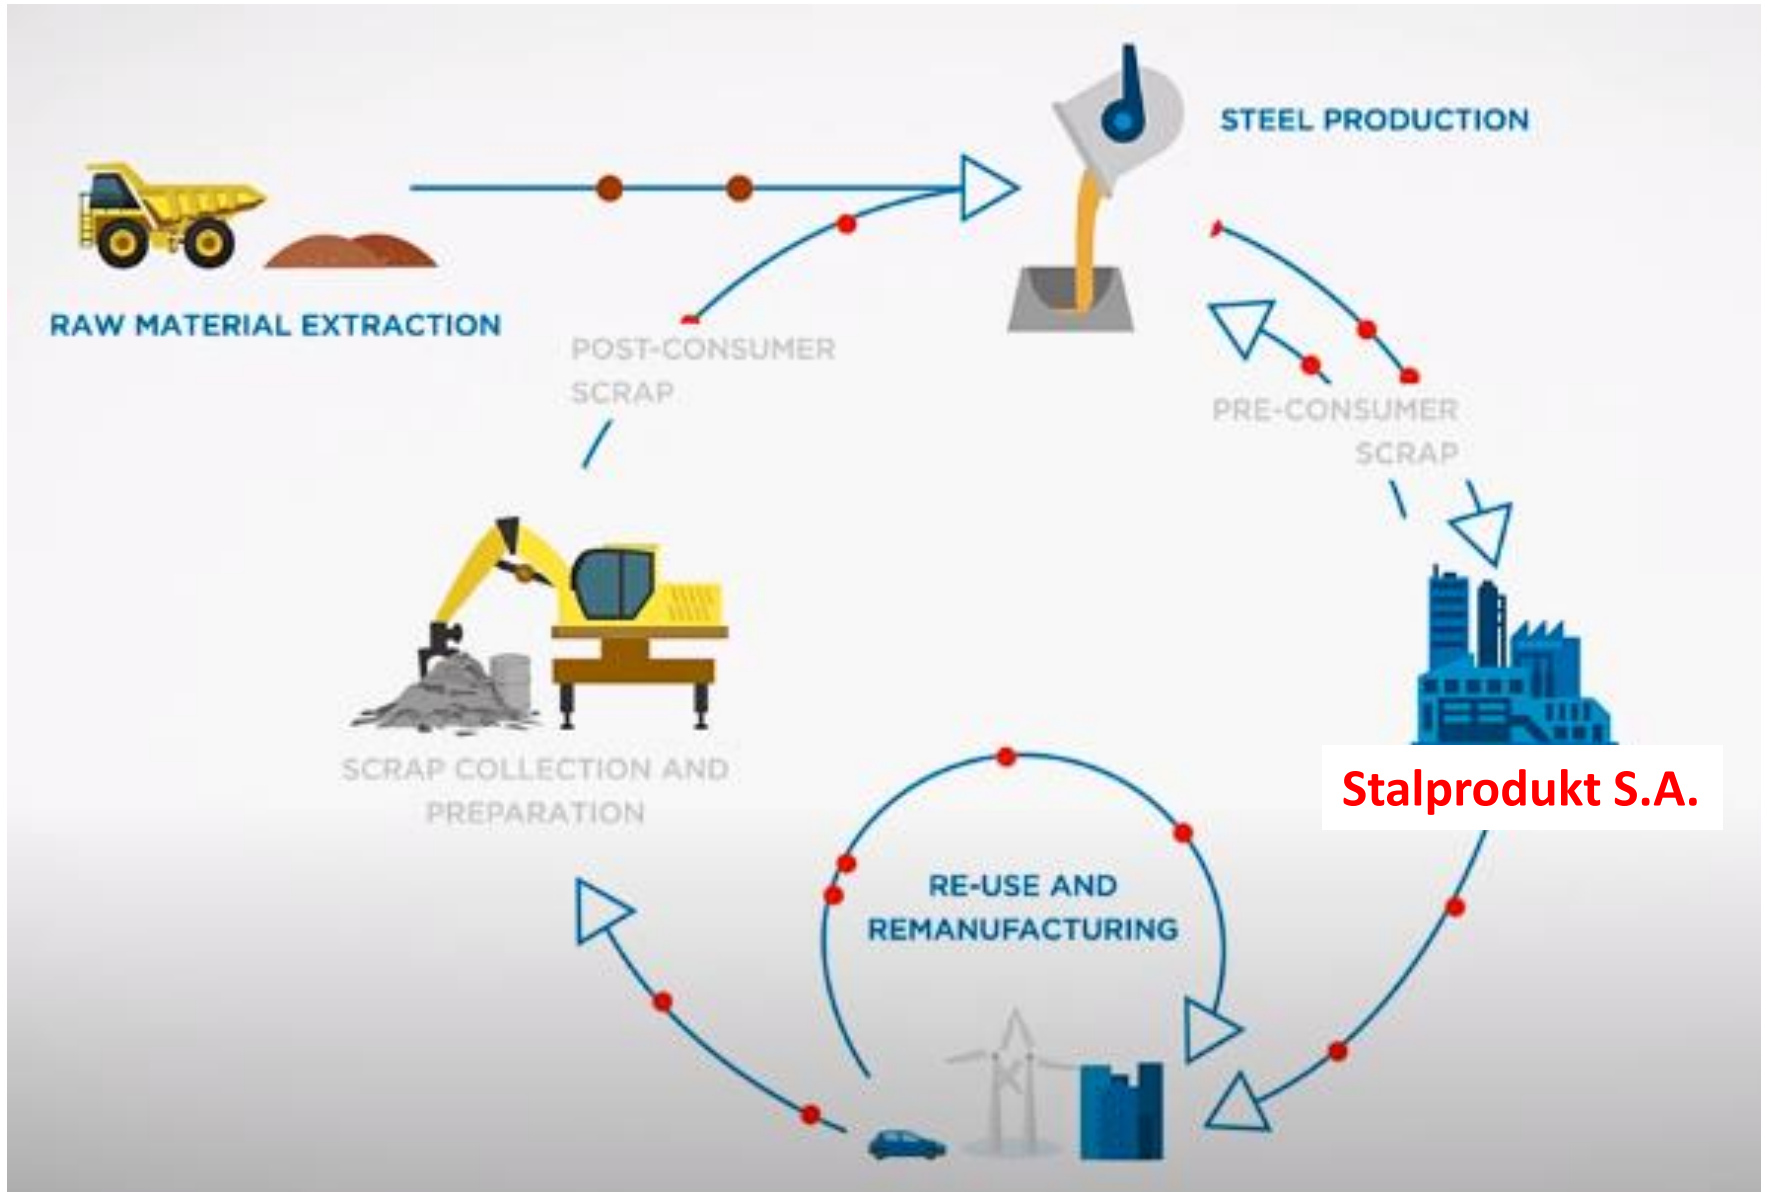 STEEL PRODUCTION
RAW MATERIAL EXTRACTION
POST-CONSUMER
SCRAP
PRE-CONSUMER
SCRAP
SCRAP COLLECTION AND
PREPARATION
Stalprodukt S.A.
RE-USE AND
REMANUFACTURING